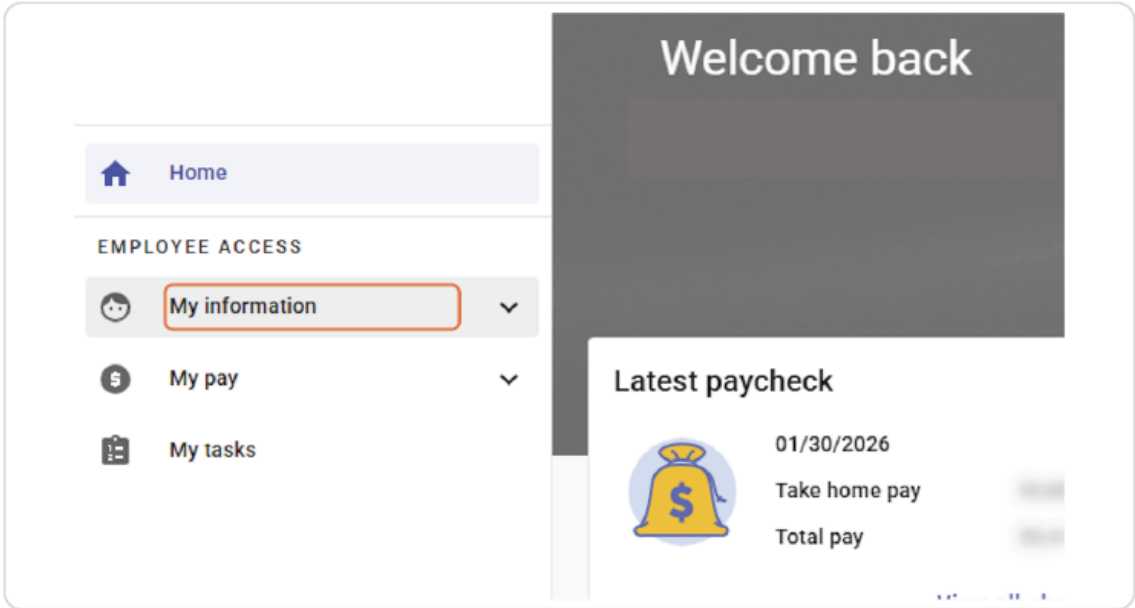 Welcome back
Home
EMPLOYEE ACCESS
My information
My pay
My tasks
Latest paycheck
01/30/2026
Take home pay
Total pay